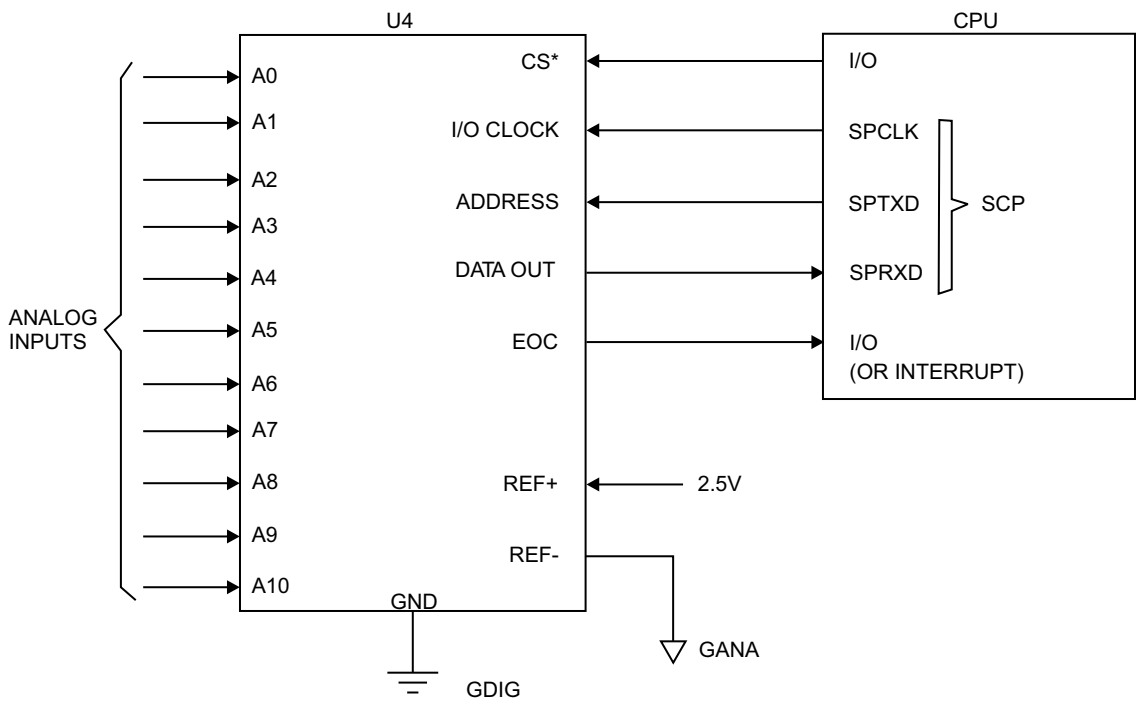 U4
CPU
ANALOG
INPUTS
A0
A1
A2
A3
A4
A5
A6
A7
A8
A9
A10
CS*
I/O CLOCK
ADDRESS
DATA OUT
EOC
REF+
REF-
GND
GDIG
2.5V
GANA
I/O
SPCLK
SPTXD
SPRXD
SCP
I/O
(OR INTERRUPT)